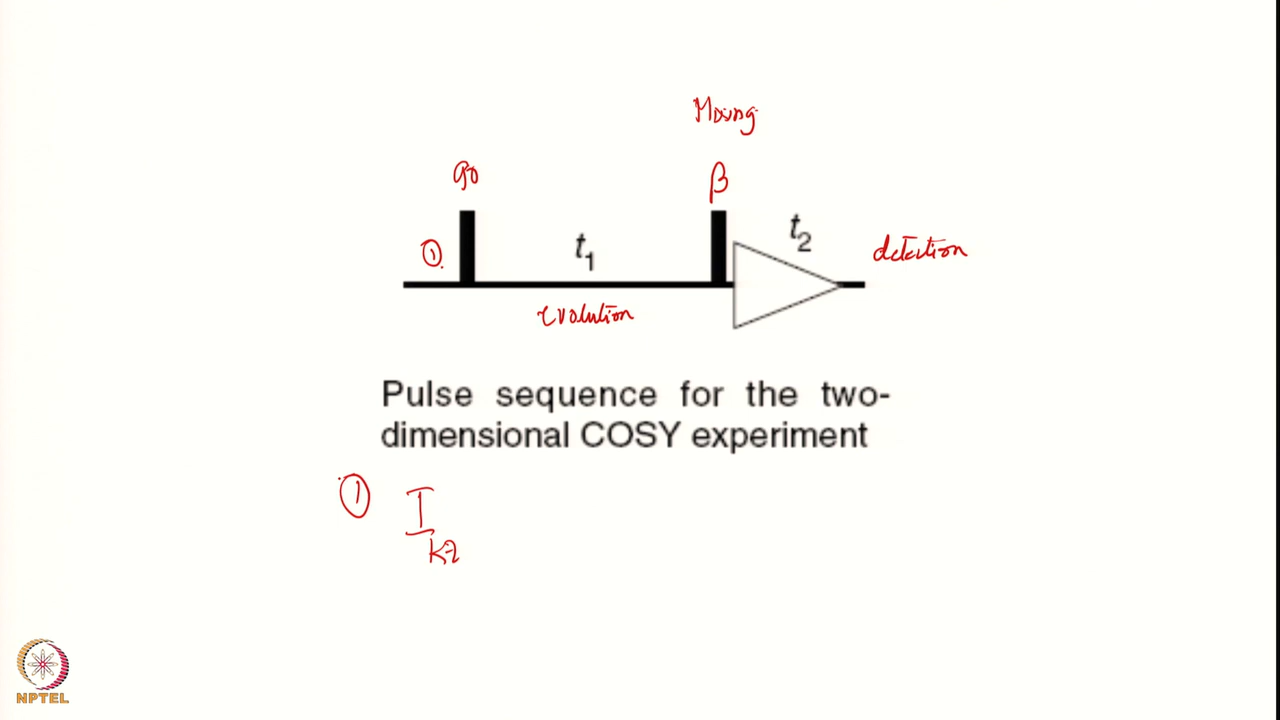 Mixing
90
β
①
t₁
t₂
detection
evolution
Pulse sequence for the two-
dimensional COSY experiment
① I
kz
NPTEL